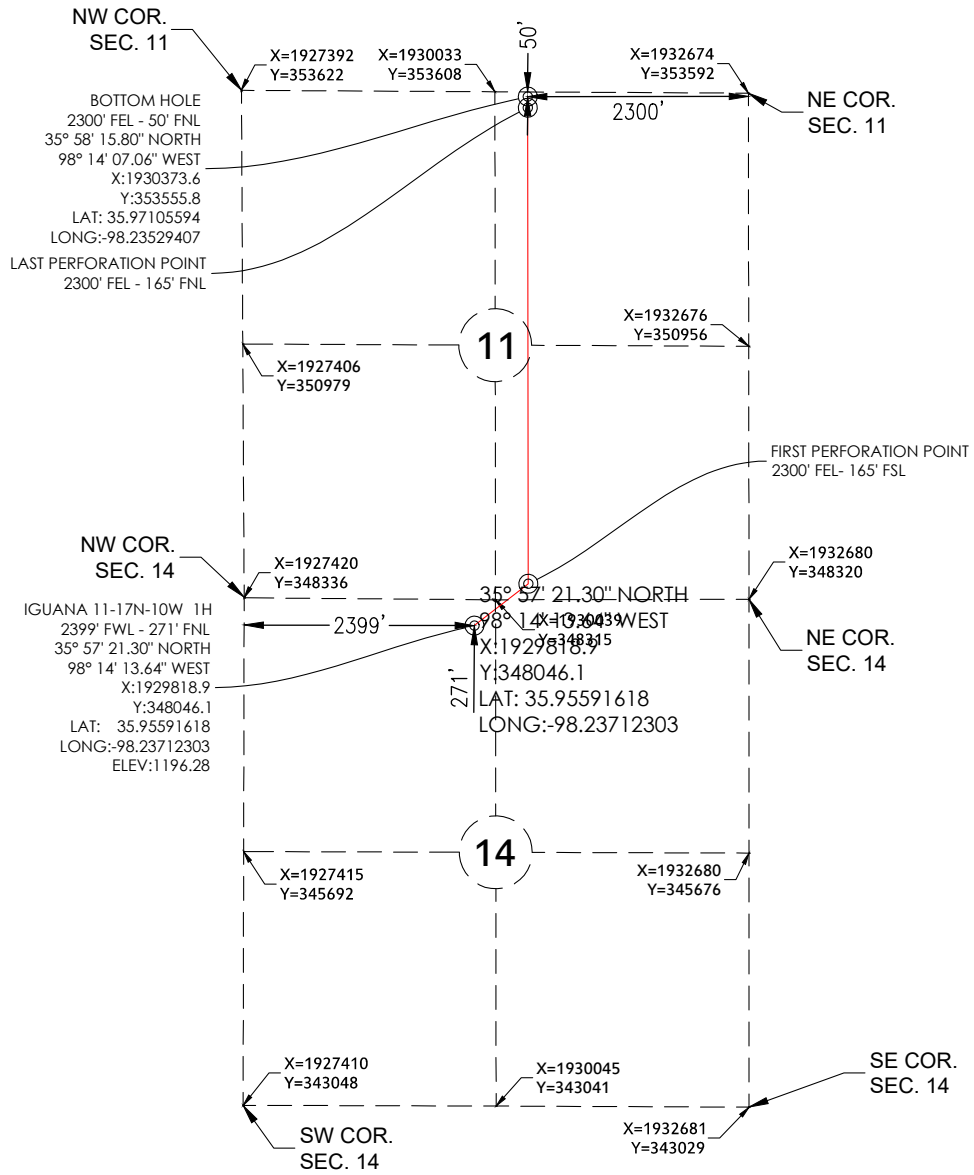 NW COR.
SEC. 11
X=1927392
Y=353622
X=1930033
Y=353608
50'
X=1932674
Y=353592
NE COR.
SEC. 11
2300'
BOTTOM HOLE
2300' FEL - 50' FNL
35° 58' 15.80" NORTH
98° 14' 07.06" WEST
X:1930373.6
Y:353555.8
LAT: 35.97105594
LONG:-98.23529407
LAST PERFORATION POINT
2300' FEL - 165' FNL
X=1932676
Y=350956
11
X=1927406
Y=350979
FIRST PERFORATION POINT
2300' FEL- 165' FSL
NW COR.
SEC. 14
X=1927420
Y=348336
X=1932680
Y=348320
NE COR.
SEC. 14
IGUANA 11-17N-10W 1H
2399' FWL - 271' FNL
35° 57' 21.30" NORTH
98° 14' 13.64" WEST
X:1929818.9
Y:348046.1
LAT: 35.95591618
LONG:-98.23712303
ELEV:1196.28
2399'
271'
35° 57' 21.30" NORTH
98° 14' 13.64" WEST
X=1930039
Y=348315
X:1929818.9
Y:348046.1
LAT: 35.95591618
LONG:-98.23712303
14
X=1927415
Y=345692
X=1932680
Y=345676
X=1927410
Y=343048
X=1930045
Y=343041
SE COR.
SEC. 14
X=1932681
Y=343029
SW COR.
SEC. 14